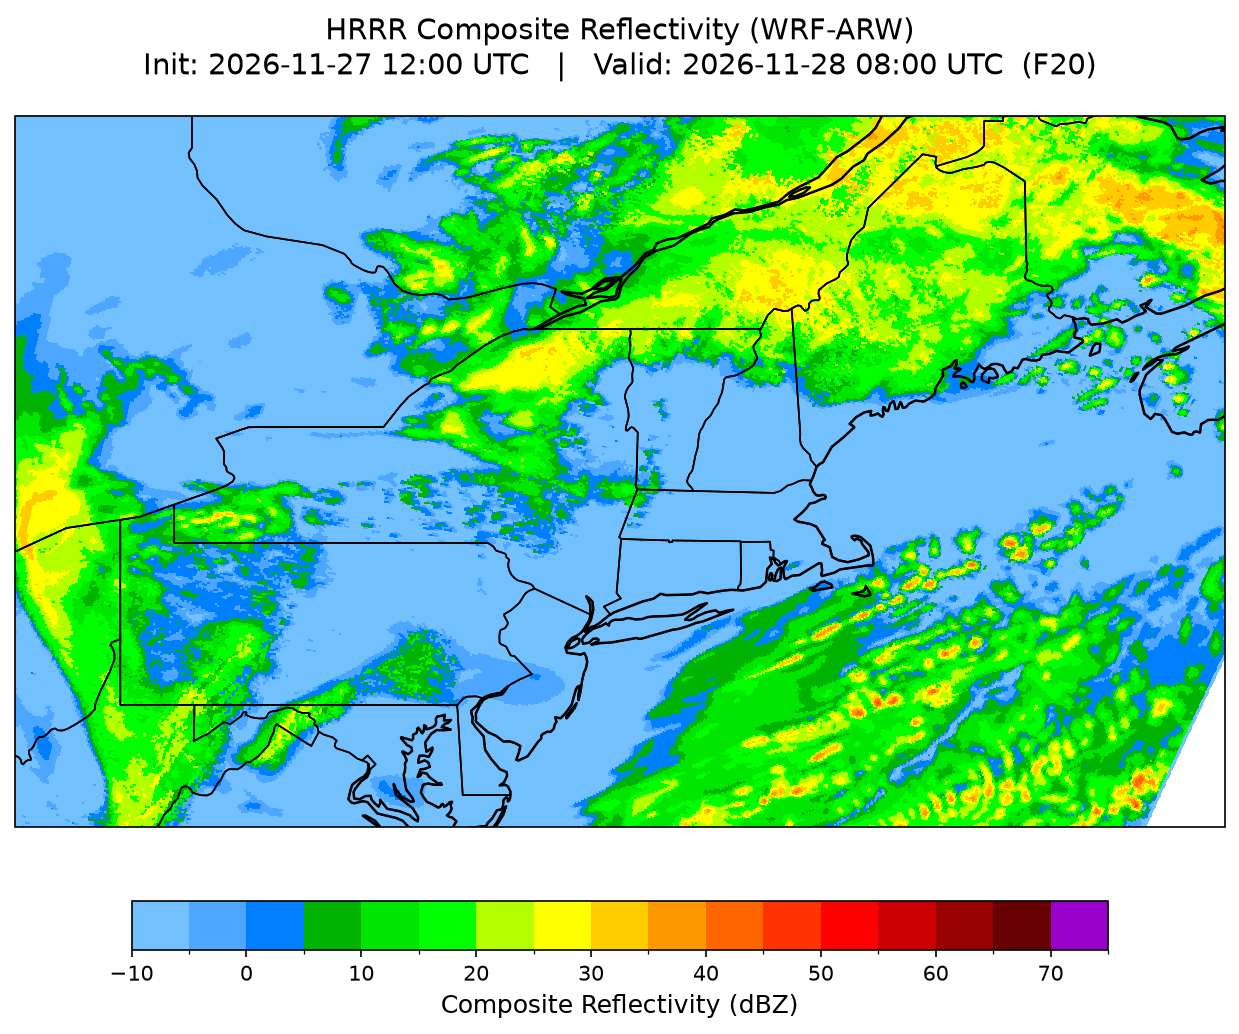 HRRR Composite Reflectivity (WRF-ARW)
Init: 2026-11-27 12:00 UTC | Valid: 2026-11-28 08:00 UTC (F20)
−10 0 10 20 30 40 50 60 70
Composite Reflectivity (dBZ)